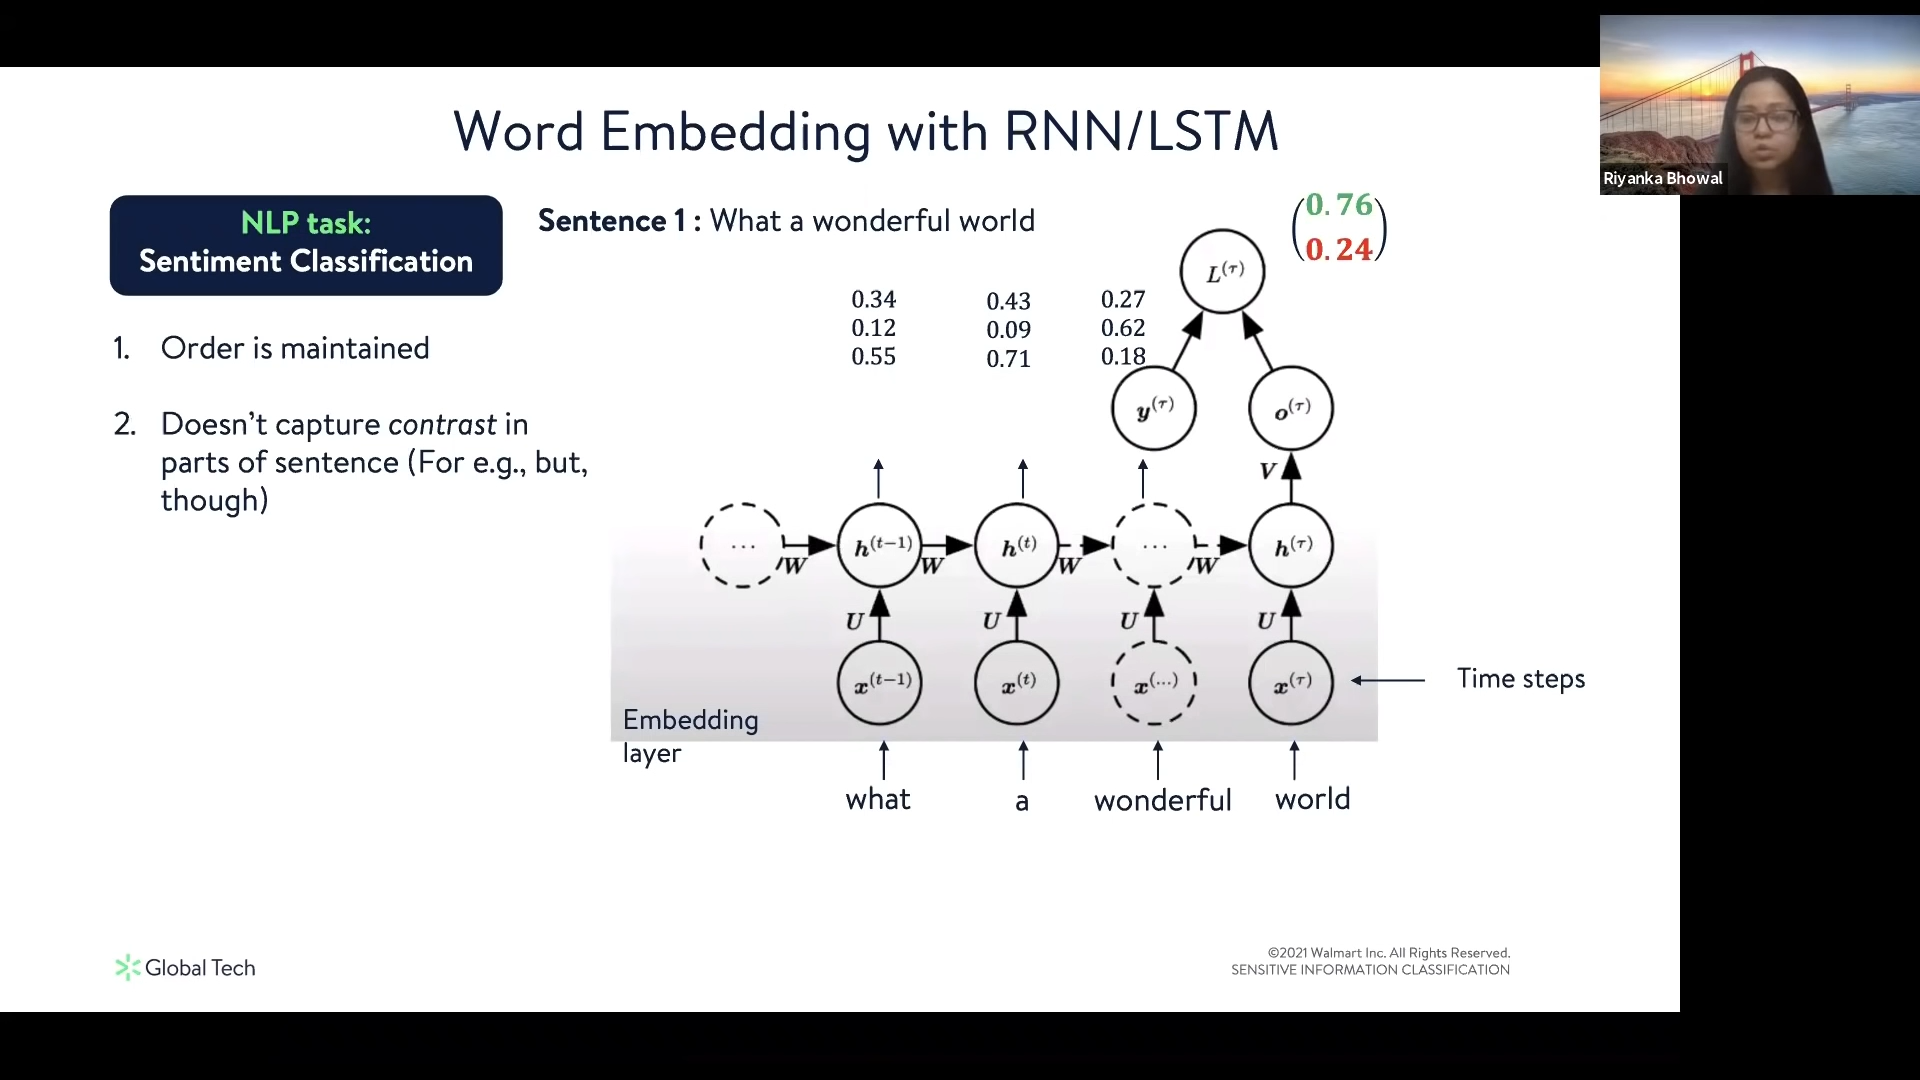 Word Embedding with RNN/LSTM
Riyanka Bhowal
NLP task:
Sentiment Classification
1. Order is maintained
2. Doesn't capture contrast in
parts of sentence (For e.g., but,
though)
Sentence 1 : What a wonderful world
0.76
0.24
0.34 0.43 0.27
0.12 0.09 0.62
0.55 0.71 0.18
L^(τ)
y^(τ) o^(τ)
V
... h^(t−1) h^(t) ... h^(τ)
W W W W
U U U U
x^(t−1) x^(t) x^(...) x^(τ)
Time steps
Embedding
layer
what a wonderful world
Global Tech
©2021 Walmart Inc. All Rights Reserved.
SENSITIVE INFORMATION CLASSIFICATION